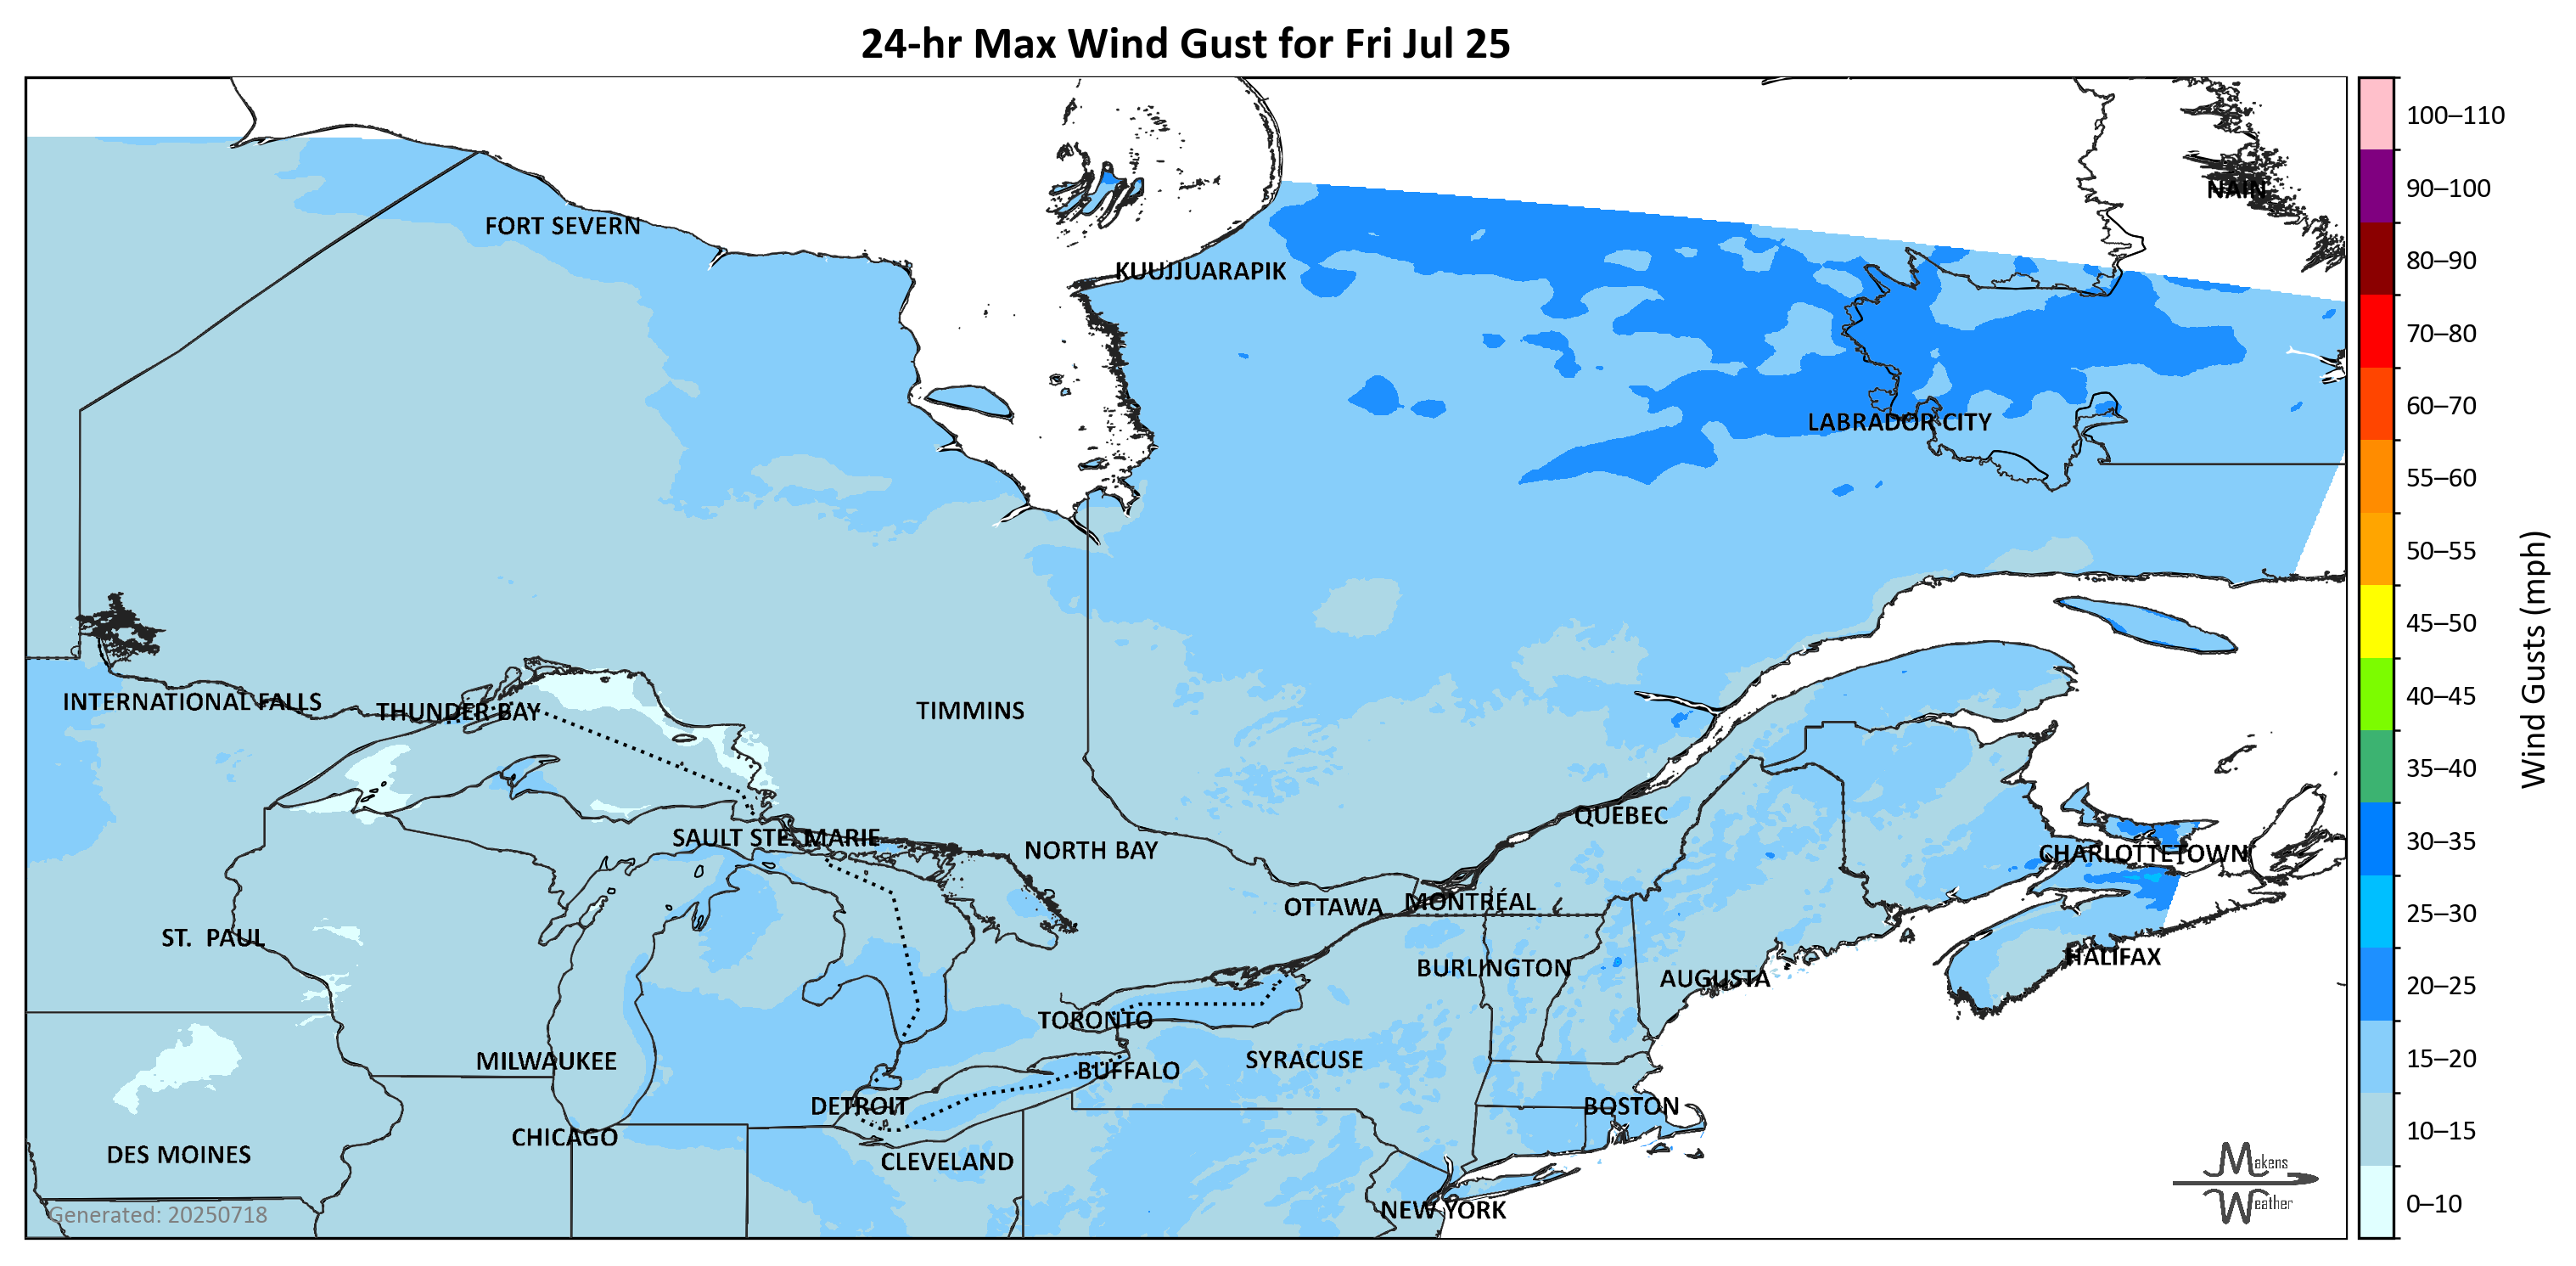 24-hr Max Wind Gust for Fri Jul 25
100–110
90–100
NAIN
FORT SEVERN
80–90
KUUJJUARAPIK
70–80
60–70
LABRADOR CITY
55–60
50–55
45–50
Wind Gusts (mph)
INTERNATIONAL FALLS
THUNDER BAY
TIMMINS
40–45
35–40
QUEBEC
SAULT STE. MARIE
NORTH BAY
30–35
CHARLOTTETOWN
OTTAWA
MONTRÉAL
25–30
ST. PAUL
HALIFAX
BURLINGTON
AUGUSTA
20–25
TORONTO
MILWAUKEE
SYRACUSE
15–20
BUFFALO
DETROIT
BOSTON
CHICAGO
10–15
DES MOINES
CLEVELAND
Makens
Weather
NEW YORK
0–10
Generated: 20250718